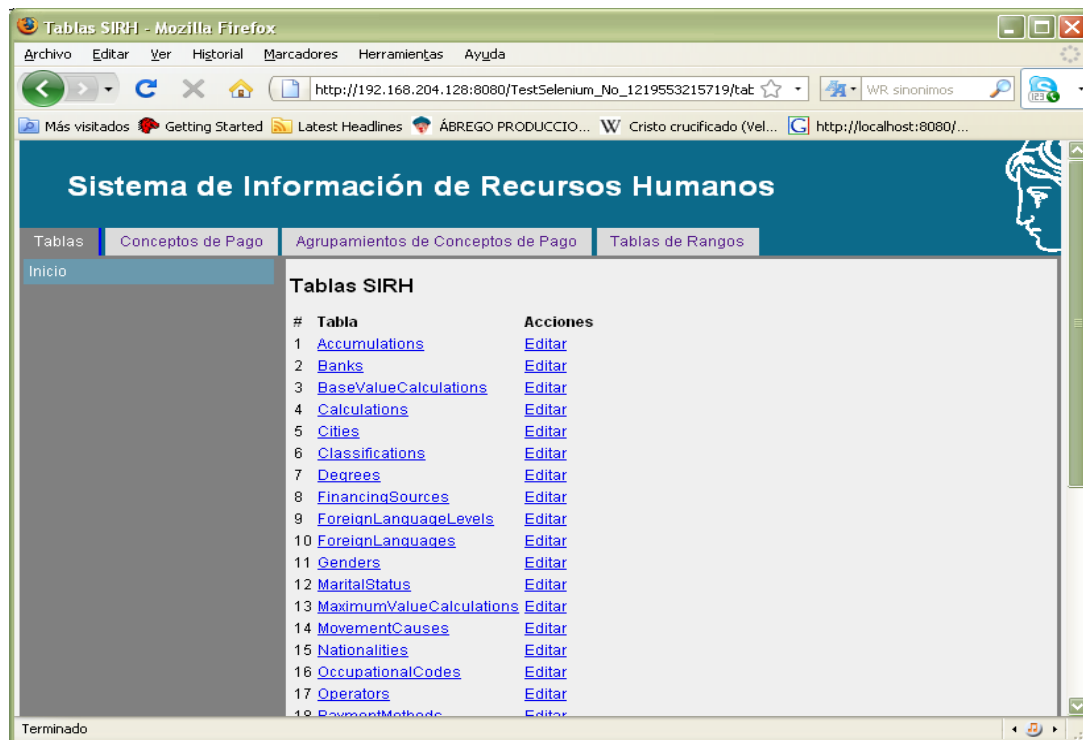 Tablas SIRH - Mozilla Firefox
Archivo Editar Ver Historial Marcadores Herramientas Ayuda
http://192.168.204.128:8080/TestSelenium_No_1219553215719/tab WR sinonimos
Más visitados Getting Started Latest Headlines ÁBREGO PRODUCCIO... W Cristo crucificado (Vel... G http://localhost:8080/...
Sistema de Información de Recursos Humanos
Tablas Conceptos de Pago Agrupamientos de Conceptos de Pago Tablas de Rangos
Inicio
Tablas SIRH
# Tabla Acciones
1 Accumulations Editar
2 Banks Editar
3 BaseValueCalculations Editar
4 Calculations Editar
5 Cities Editar
6 Classifications Editar
7 Degrees Editar
8 FinancingSources Editar
9 ForeignLanguageLevels Editar
10 ForeignLanguages Editar
11 Genders Editar
12 MaritalStatus Editar
13 MaximumValueCalculations Editar
14 MovementCauses Editar
15 Nationalities Editar
16 OccupationalCodes Editar
17 Operators Editar
18 PaymentMethods Editar
Terminado